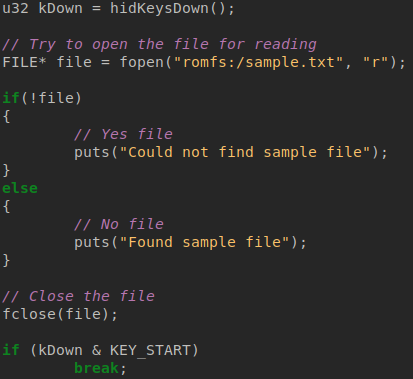 u32 kDown = hidKeysDown();
// Try to open the file for reading
FILE* file = fopen("romfs:/sample.txt", "r");
if(!file)
{
// Yes file
puts("Could not find sample file");
}
else
{
// No file
puts("Found sample file");
}
// Close the file
fclose(file);
if (kDown & KEY_START)
break;